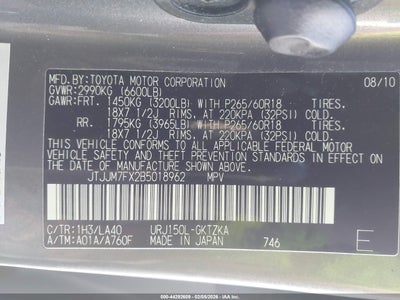 MFD.BY:TOYOTA MOTOR CORPORATION 08/10
GVWR:2990KG (6600LB)
GAWR:FRT. 1450KG (3200LB) WITH P265/60R18 TIRES.
18X7 1/2J RIMS. AT 220KPA (32PSI) COLD
RR. 1795KG (3965LB) WITH P265/60R18 TIRES.
18X7 1/2J RIMS. AT 220KPA (32PSI) COLD
THIS VEHICLE CONFORMS TO ALL APPLICABLE FEDERAL MOTOR
VEHICLE SAFETY AND THEFT PREVENTION STANDARDS IN EFFECT ON
THE DATE OF MANUFACTURE SHOWN ABOVE.
JTJJM7FX2B5018962 MPV
C/TR:1H3/LA40 URJ150L-GKTZKA
A/TM:A01A/A760F MADE IN JAPAN 746 E